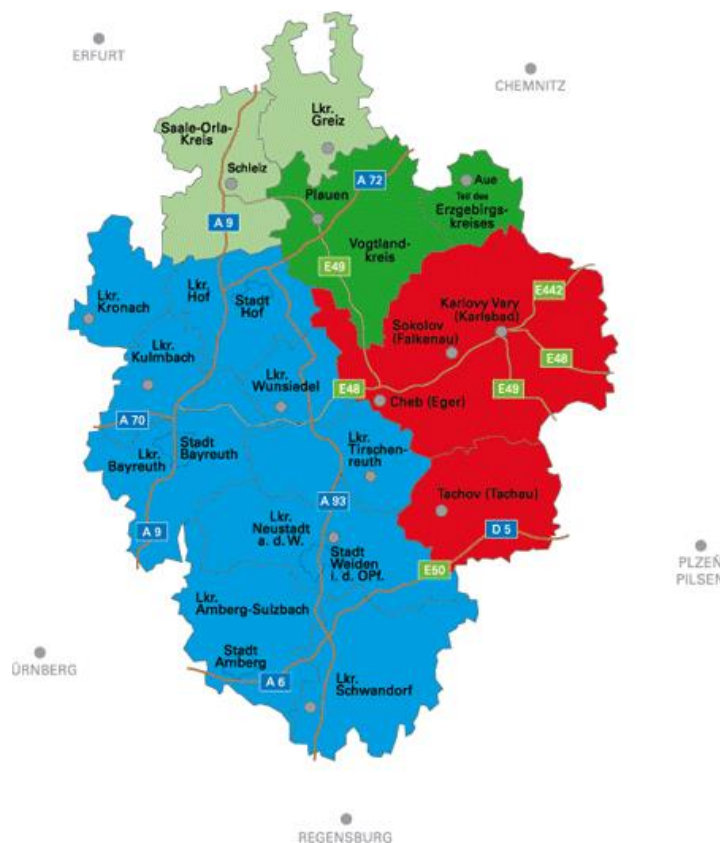 ERFURT
CHEMNITZ
Lkr.
Greiz
Saale-Orla-
Kreis
Schleiz
A 72
Aue
Teil des
Erzgebirgs-
kreises
Plauen
A 9
Vogtland-
kreis
E49
Lkr.
Hof
Stadt
Hof
Lkr.
Kronach
E442
Karlovy Vary
(Karlsbad)
Sokolov
(Falkenau)
Lkr.
Kulmbach
E48
Lkr.
Wunsiedel
E48
E49
Cheb (Eger)
A 70
Lkr.
Bayreuth
Stadt
Bayreuth
Lkr.
Tirschen-
reuth
A 93
Tachov (Tachau)
A 9
Lkr.
Neustadt
a. d. W.
D 5
Stadt
Weiden
i. d. OPf.
E50
PLZEŇ
PILSEN
Lkr.
Amberg-Sulzbach
Stadt
Amberg
ÜRNBERG
A 6
Lkr.
Schwandorf
REGENSBURG